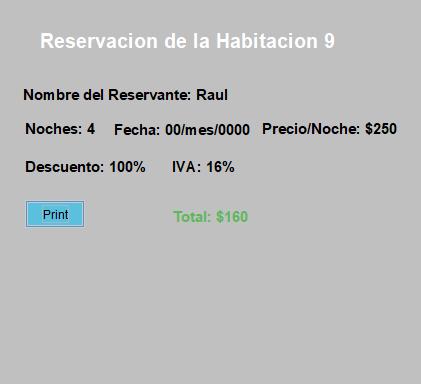 Reservacion de la Habitacion 9
Nombre del Reservante: Raul
Noches: 4 Fecha: 00/mes/0000 Precio/Noche: $250
Descuento: 100% IVA: 16%
Print Total: $160